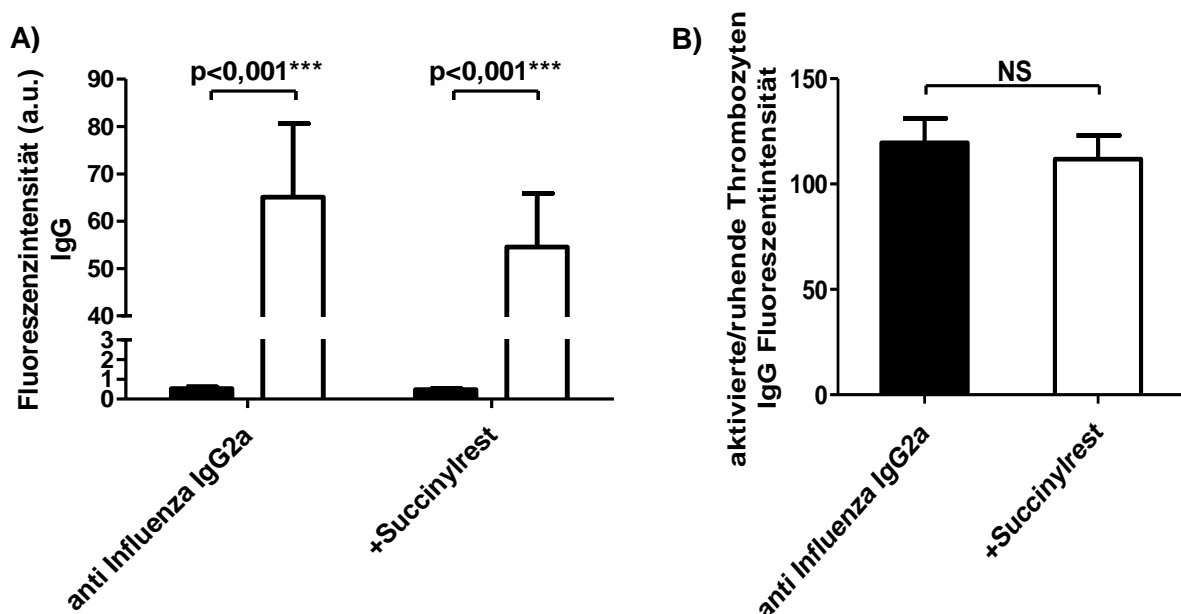 A)
Fluoreszenzintensität (a.u.)
IgG
p<0,001***
p<0,001***
90
80
70
60
50
40
3
2
1
0
anti Influenza IgG2a
+Succinylrest
B)
aktivierte/ruhende Thrombozyten
IgG Fluoreszentintensität
NS
150
100
50
0
anti Influenza IgG2a
+Succinylrest